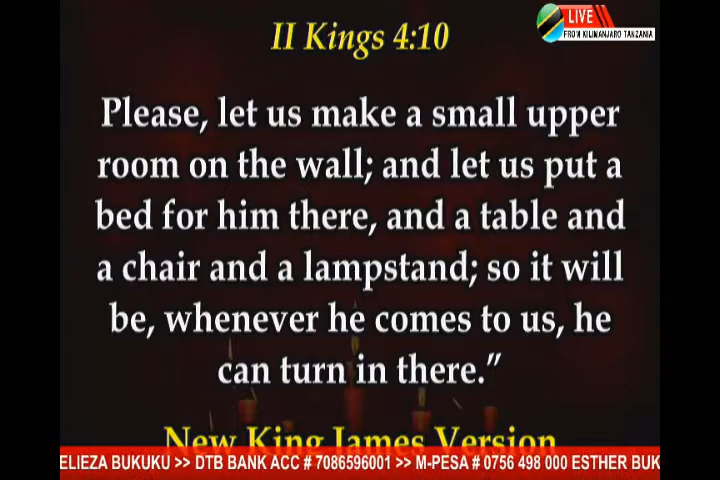 II Kings 4:10
LIVE
FROM KILIMANJARO TANZANIA
Please, let us make a small upper
room on the wall; and let us put a
bed for him there, and a table and
a chair and a lampstand; so it will
be, whenever he comes to us, he
can turn in there.”
New King James Version
ELIEZA BUKUKU >> DTB BANK ACC # 7086596001 >> M-PESA # 0756 498 000 ESTHER BUK